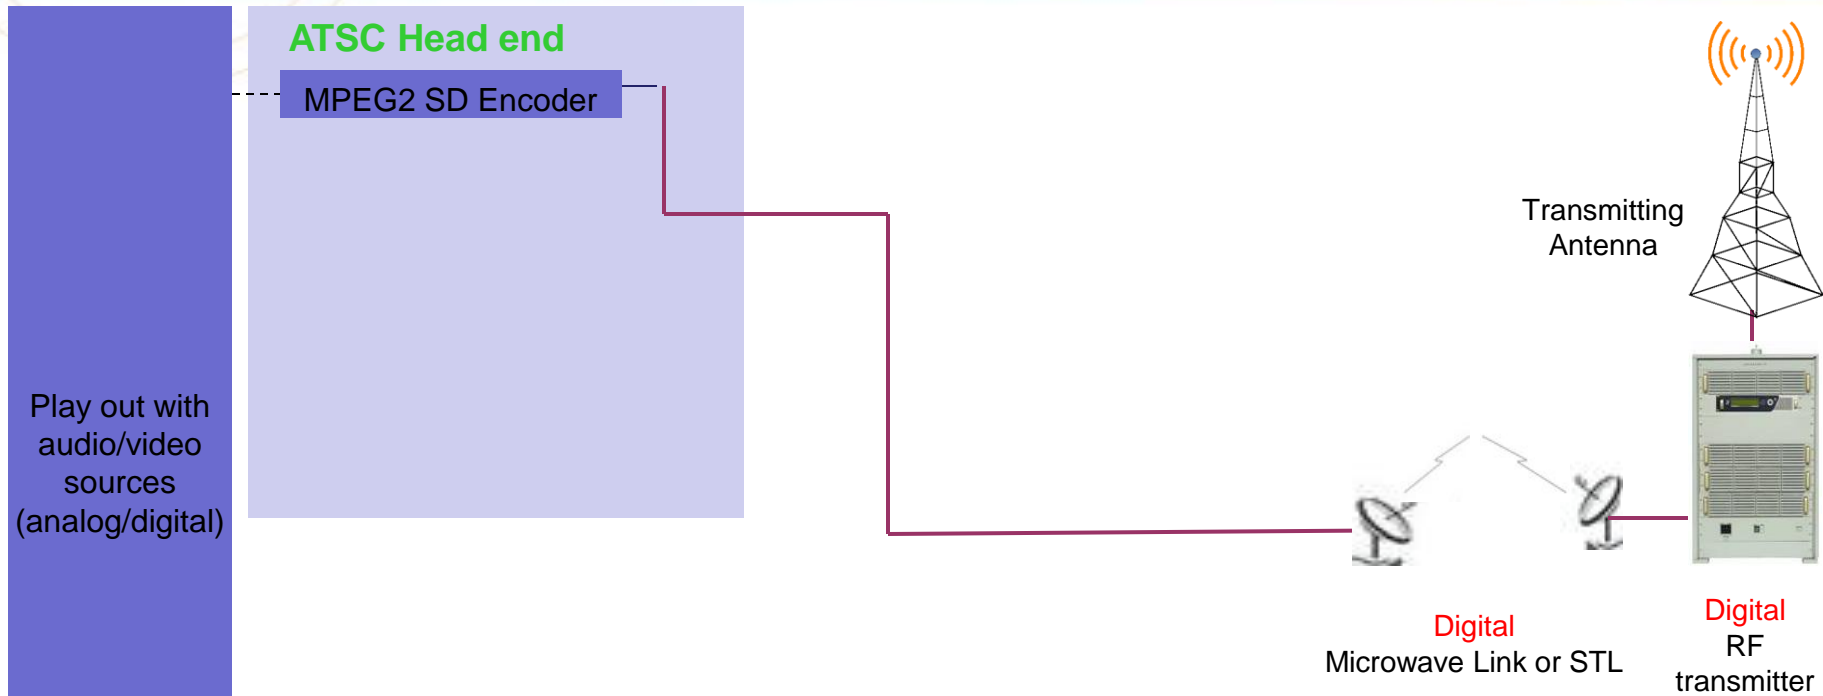 ATSC Head end
MPEG2 SD Encoder
Play out with
audio/video
sources
(analog/digital)
Transmitting
Antenna
Digital
Microwave Link or STL
Digital
RF
transmitter